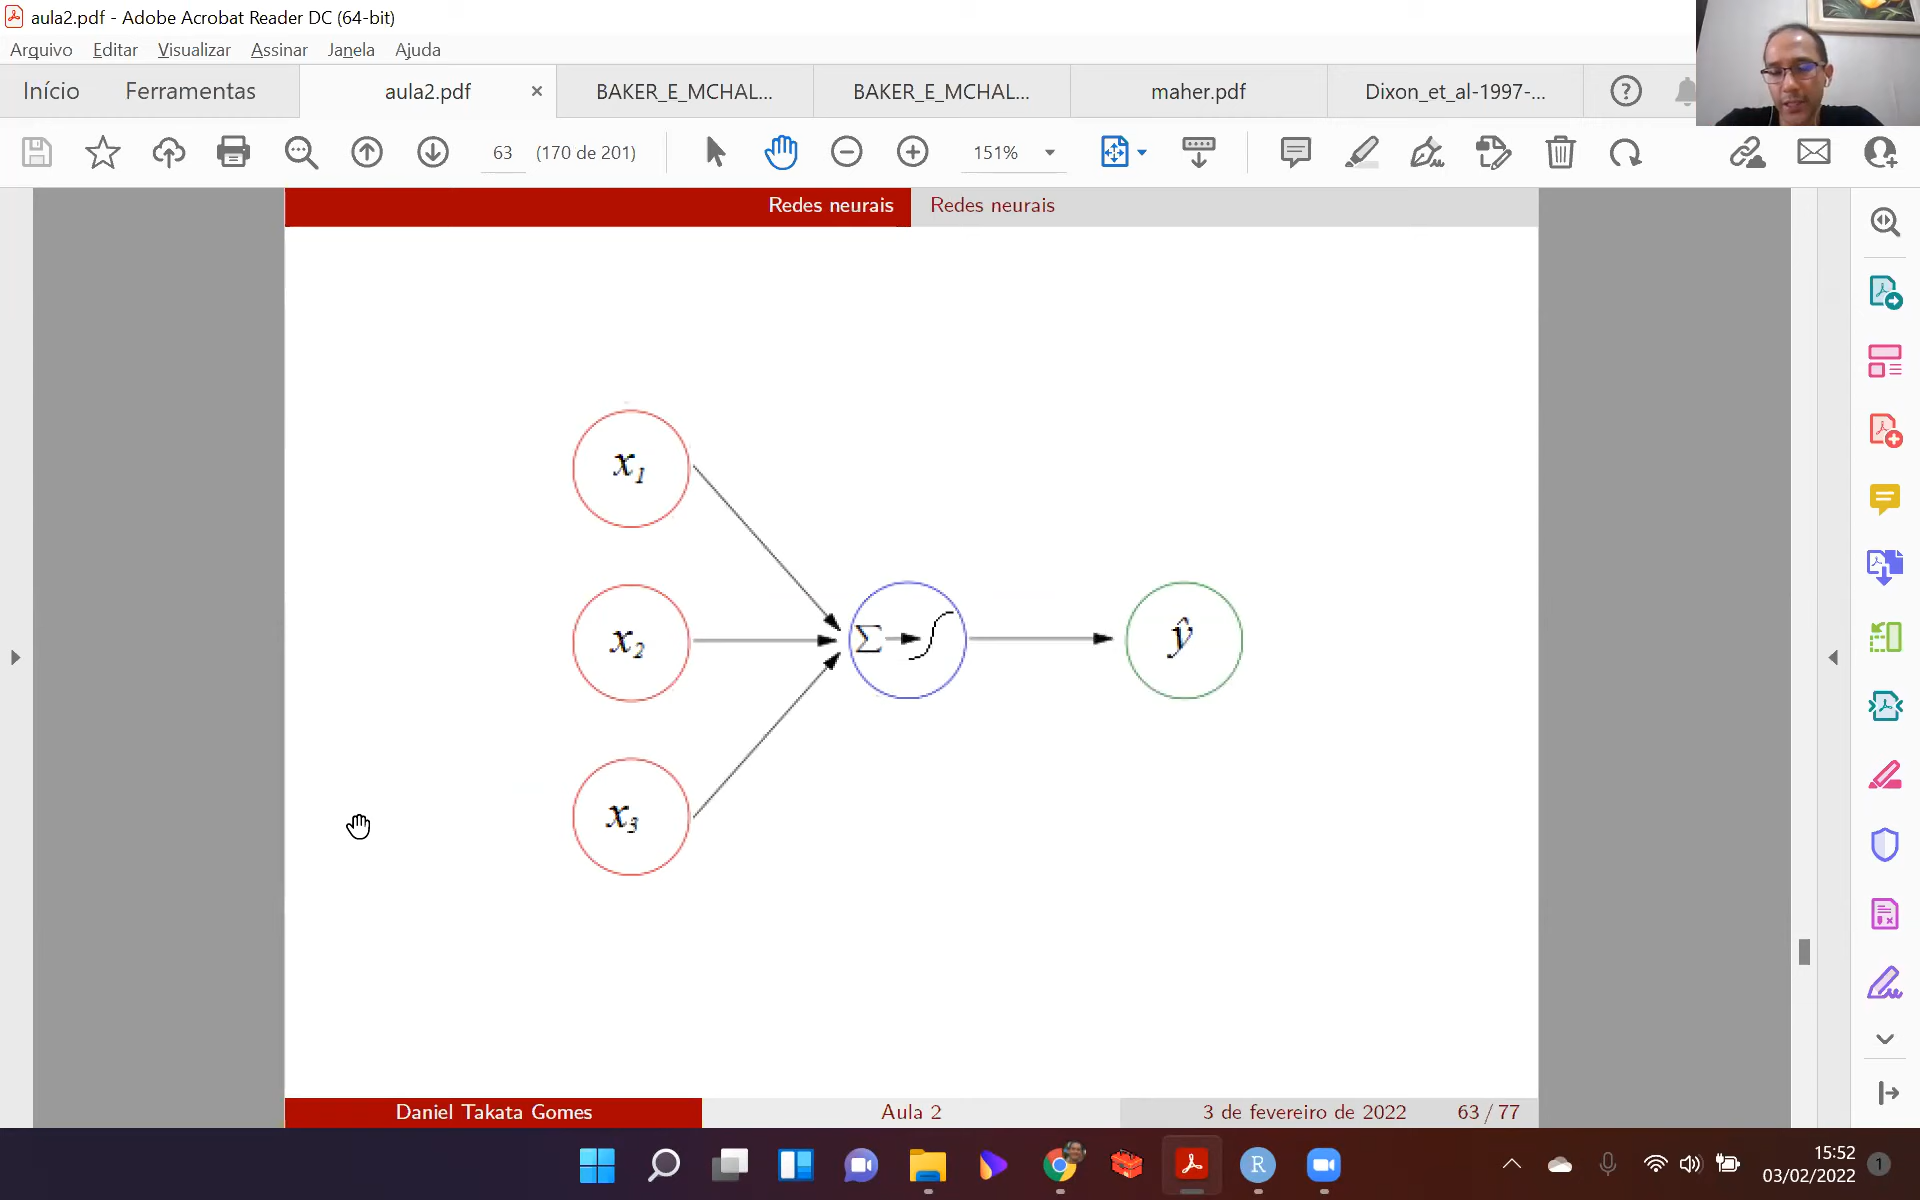 aula2.pdf - Adobe Acrobat Reader DC (64-bit)
Arquivo Editar Visualizar Assinar Janela Ajuda
Início Ferramentas aula2.pdf × BAKER_E_MCHAL... BAKER_E_MCHAL... maher.pdf Dixon_et_al-1997-...
63 (170 de 201) 151%
Redes neurais Redes neurais
x1
x2 Σ ŷ
x3
Daniel Takata Gomes Aula 2 3 de fevereiro de 2022 63 / 77
15:52
03/02/2022 1